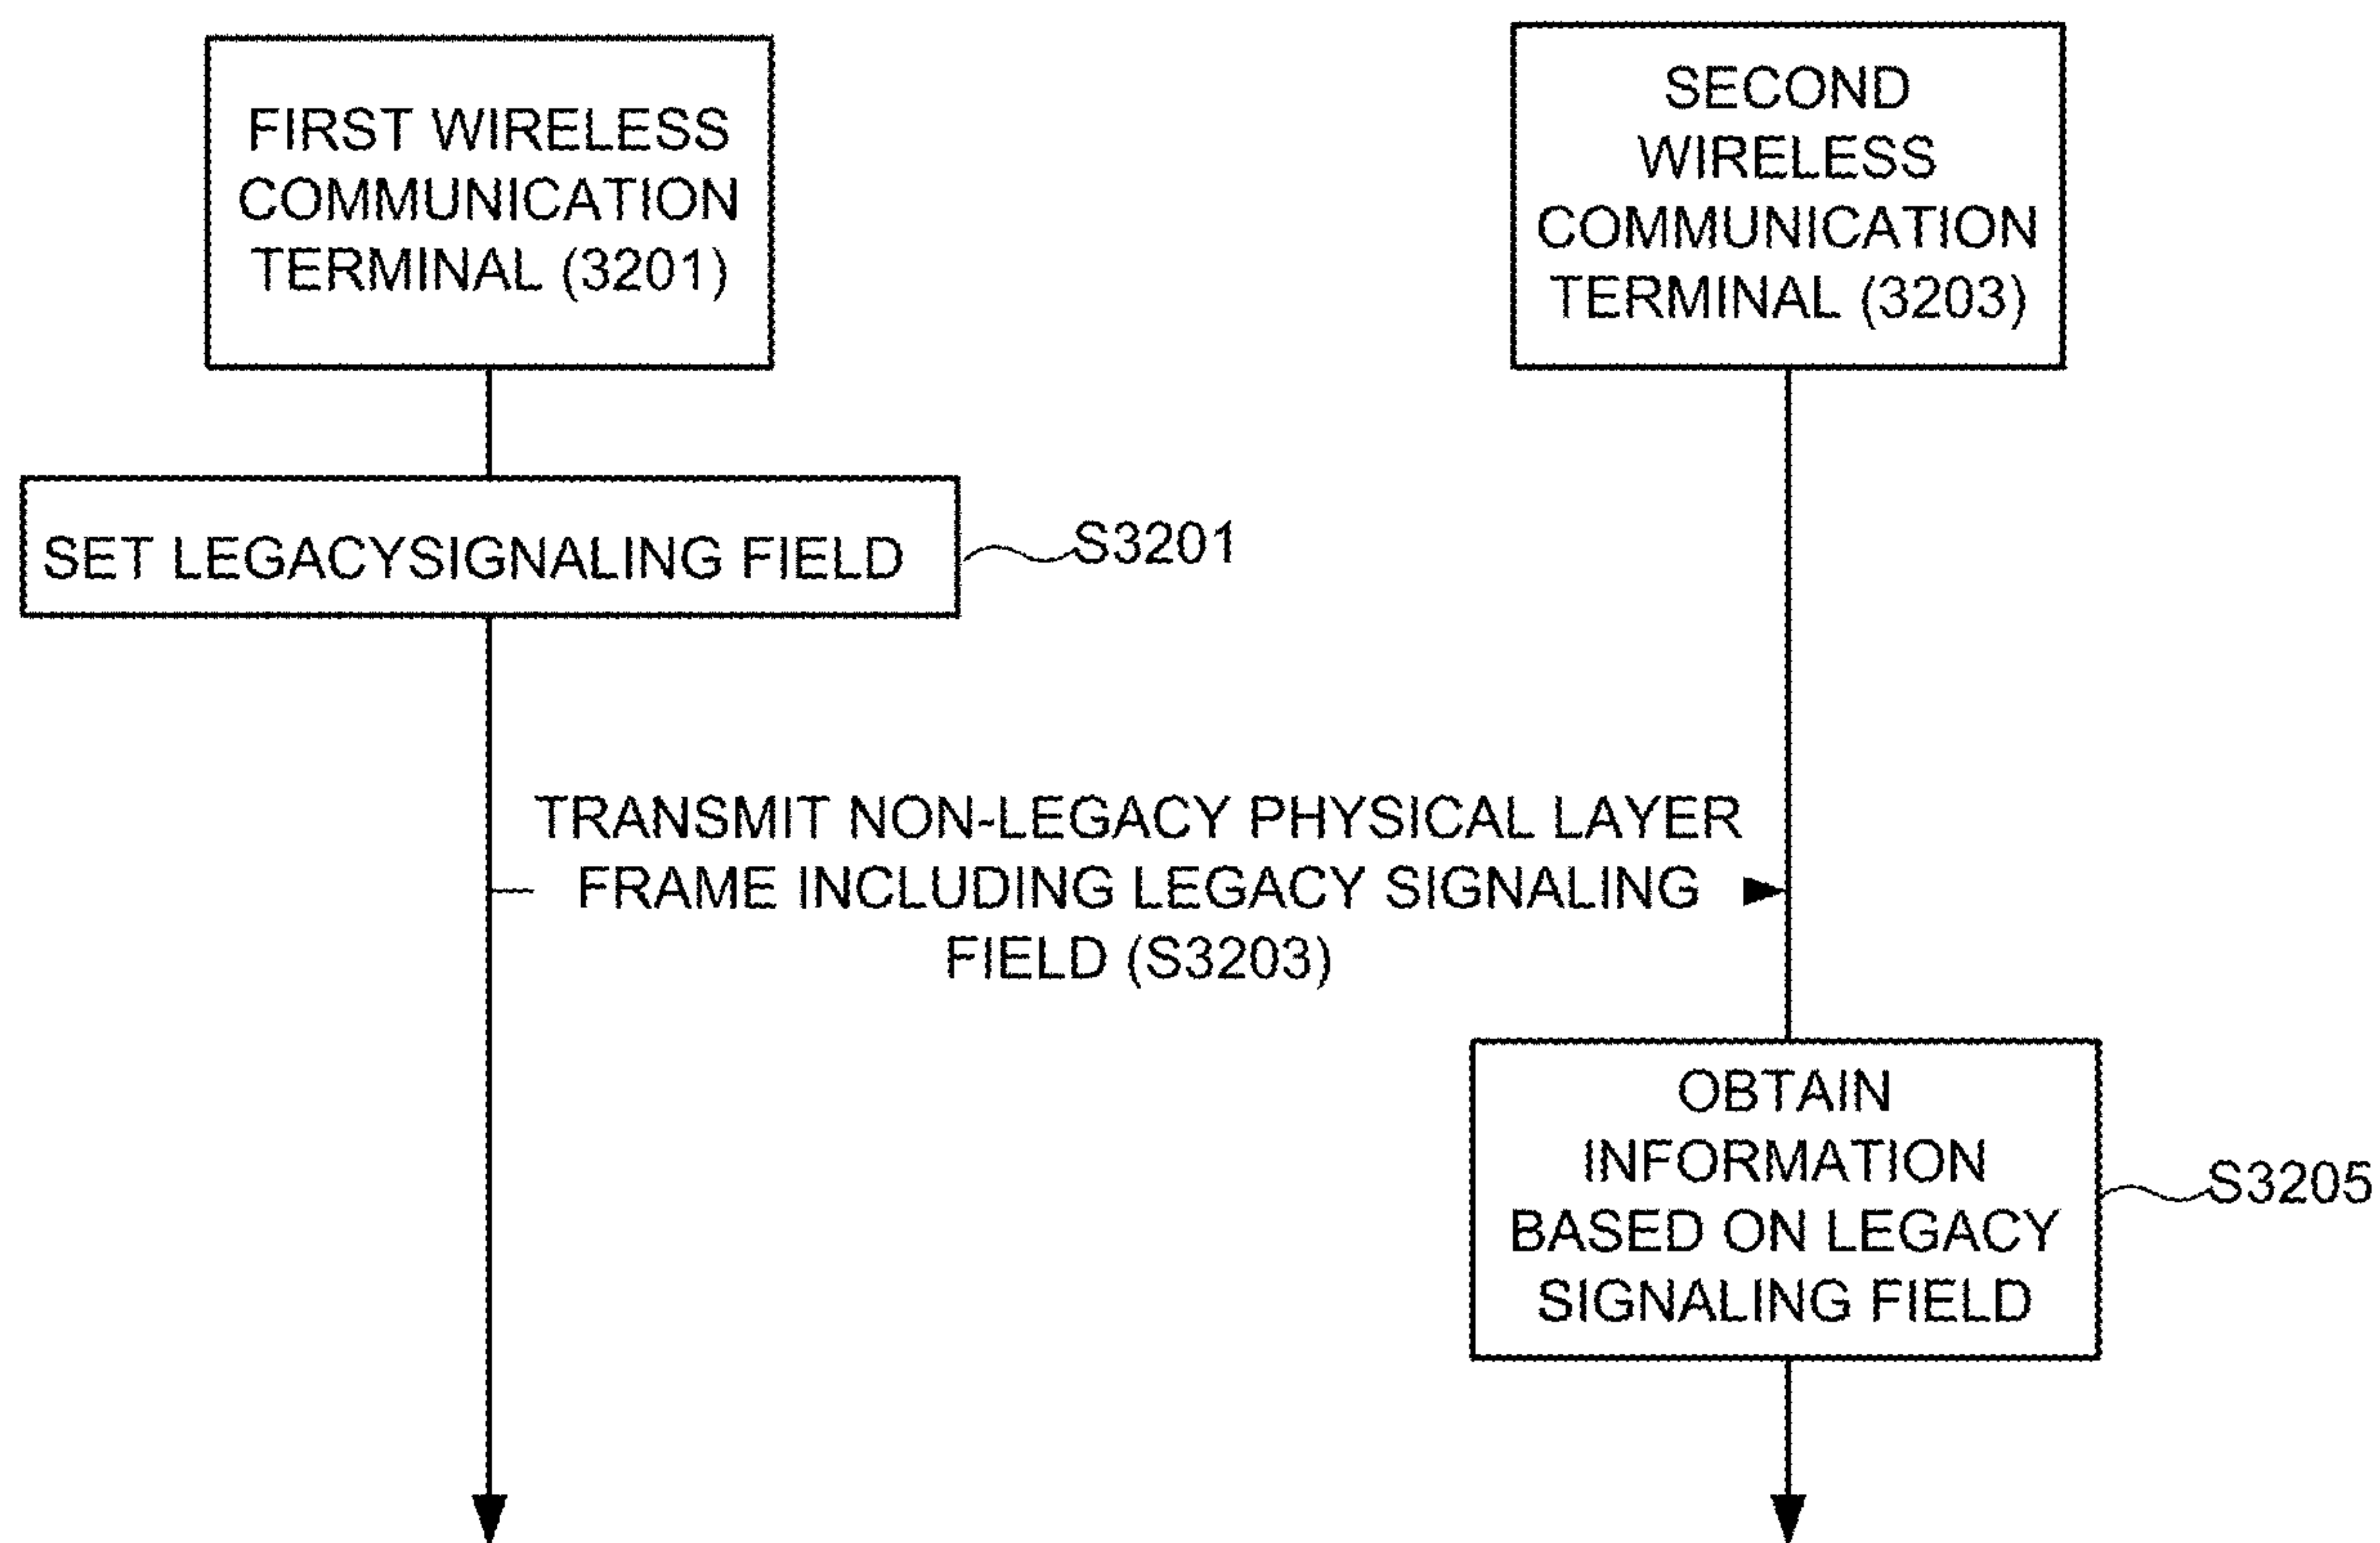 FIRST WIRELESS
COMMUNICATION
TERMINAL (3201)
SECOND
WIRELESS
COMMUNICATION
TERMINAL (3203)
SET LEGACYSIGNALING FIELD
S3201
TRANSMIT NON-LEGACY PHYSICAL LAYER
FRAME INCLUDING LEGACY SIGNALING
FIELD (S3203)
OBTAIN
INFORMATION
BASED ON LEGACY
SIGNALING FIELD
S3205